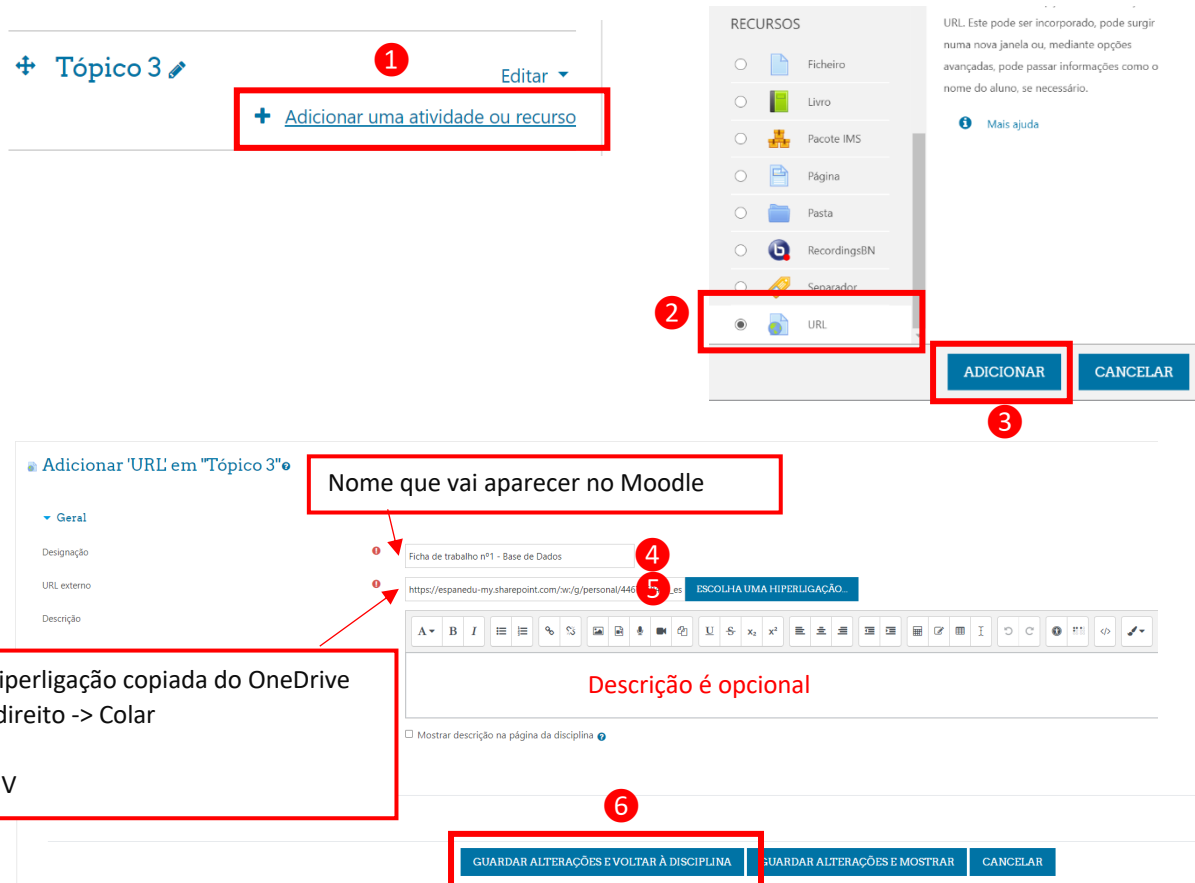 Tópico 3
1
Editar
Adicionar uma atividade ou recurso
RECURSOS
Ficheiro
Livro
Pacote IMS
Página
Pasta
RecordingsBN
Separador
URL
2
URL. Este pode ser incorporado, pode surgir
numa nova janela ou, mediante opções
avançadas, pode passar informações como o
nome do aluno, se necessário.
Mais ajuda
ADICIONAR
CANCELAR
3
Adicionar 'URL' em "Tópico 3"
Nome que vai aparecer no Moodle
Geral
Designação
Ficha de trabalho nº1 - Base de Dados
4
URL externo
https://espanedu-my.sharepoint.com/:w:/g/personal/446
5
_es
ESCOLHA UMA HIPERLIGAÇÃO...
Descrição
A B I U S x₂ x²
iperligação copiada do OneDrive
direito -> Colar
V
Descrição é opcional
Mostrar descrição na página da disciplina
6
GUARDAR ALTERAÇÕES E VOLTAR À DISCIPLINA
GUARDAR ALTERAÇÕES E MOSTRAR
CANCELAR